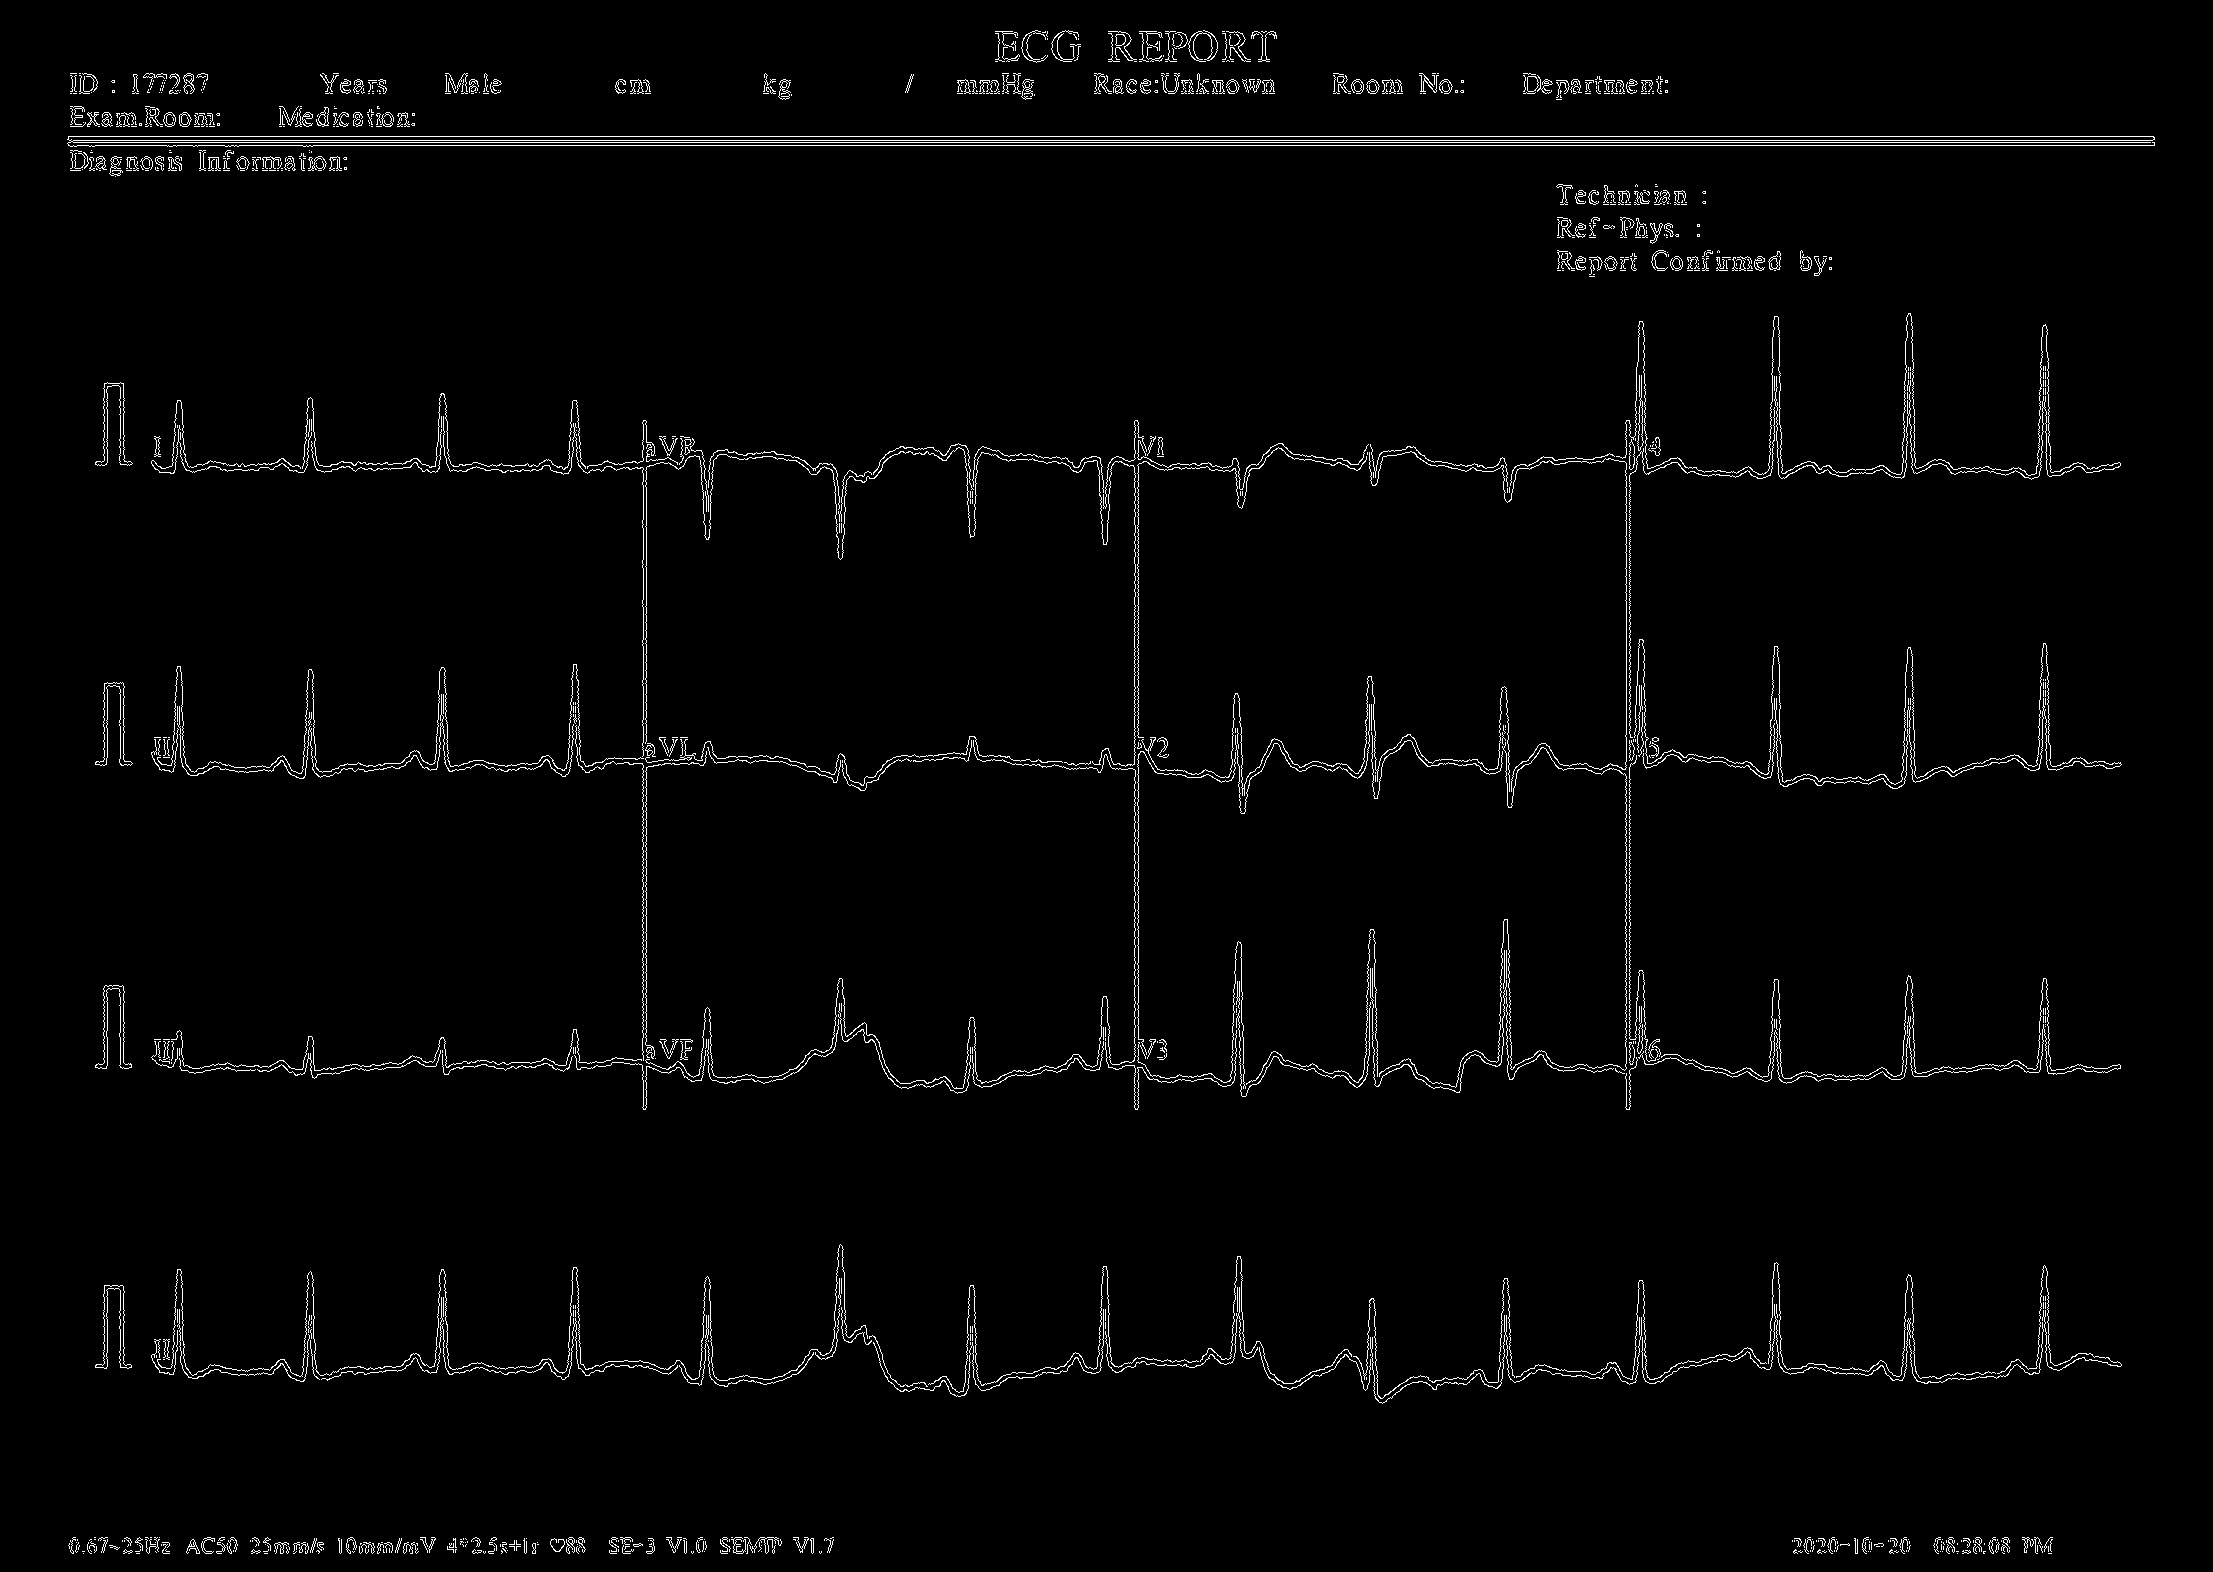 ECG REPORT
ID : 177287 Years Male cm kg / mmHg Race:Unknown Room No.: Department:
Exam.Room: Medication:
Diagnosis Information:
Technician :
Ref-Phys. :
Report Confirmed by:
I aVR V1 V4
II aVL V2 V5
III aVF V3 V6
II
0.67~25Hz AC50 25mm/s 10mm/mV 4*2.5s+1r ♡88 SE-3 V1.0 SEMIP V1.7 2020-10-20 08:28:08 PM